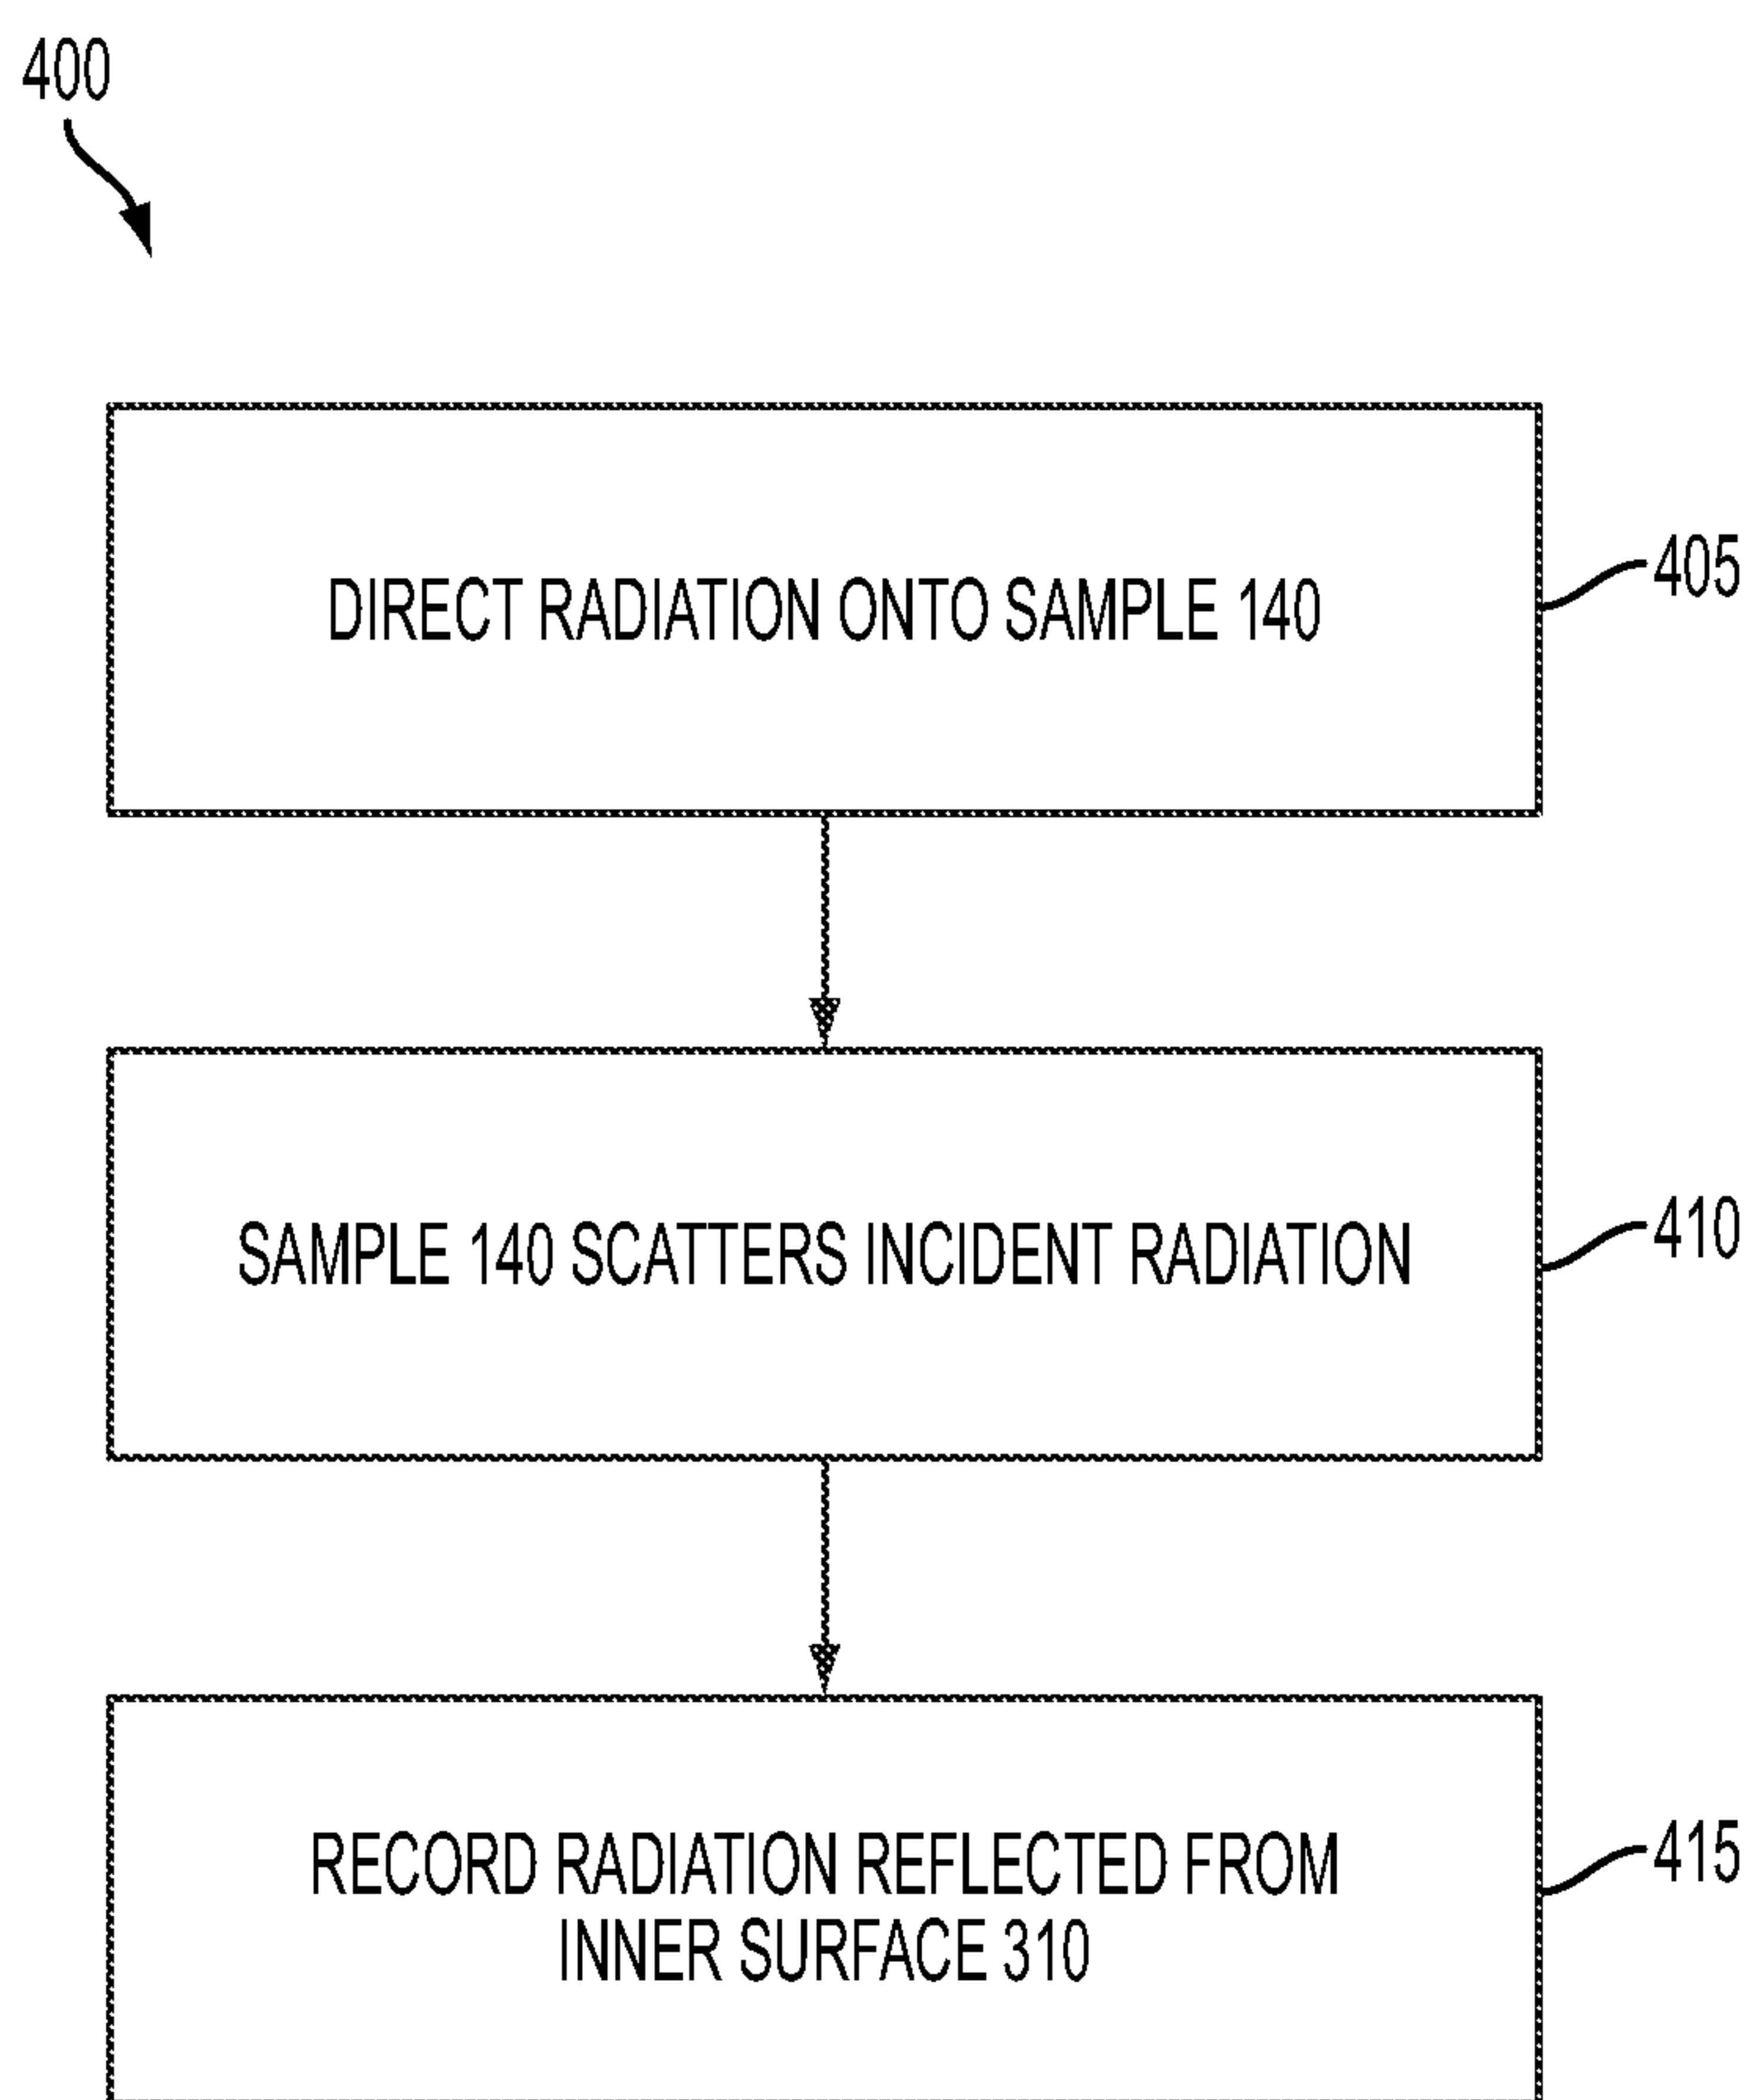 400
DIRECT RADIATION ONTO SAMPLE 140
405
SAMPLE 140 SCATTERS INCIDENT RADIATION
410
RECORD RADIATION REFLECTED FROM
INNER SURFACE 310
415